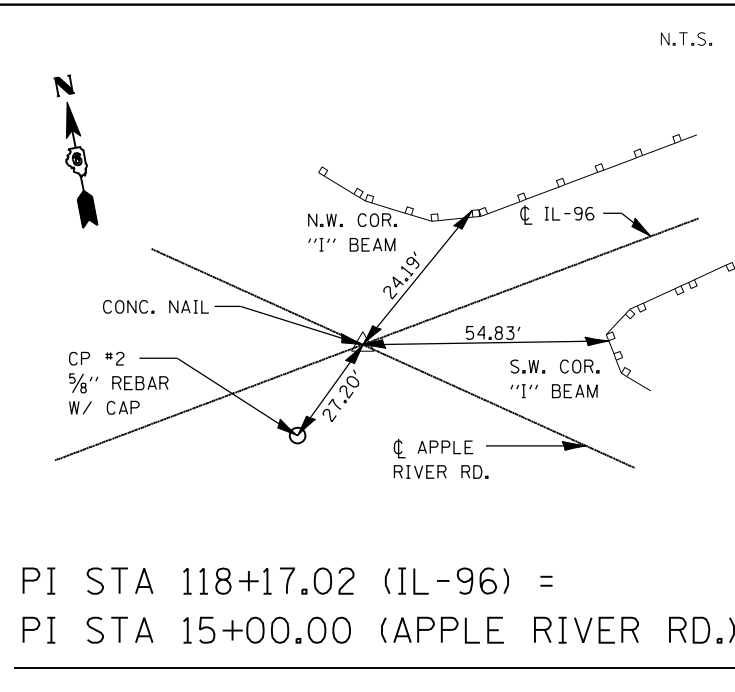 N.T.S.
N
6
N.W. COR.
"I" BEAM
℄ IL-96
24.19'
CONC. NAIL
54.83'
CP #2
⅝" REBAR
W/ CAP
27.20'
S.W. COR.
"I" BEAM
℄ APPLE
RIVER RD.
PI STA 118+17.02 (IL-96) =
PI STA 15+00.00 (APPLE RIVER RD.)